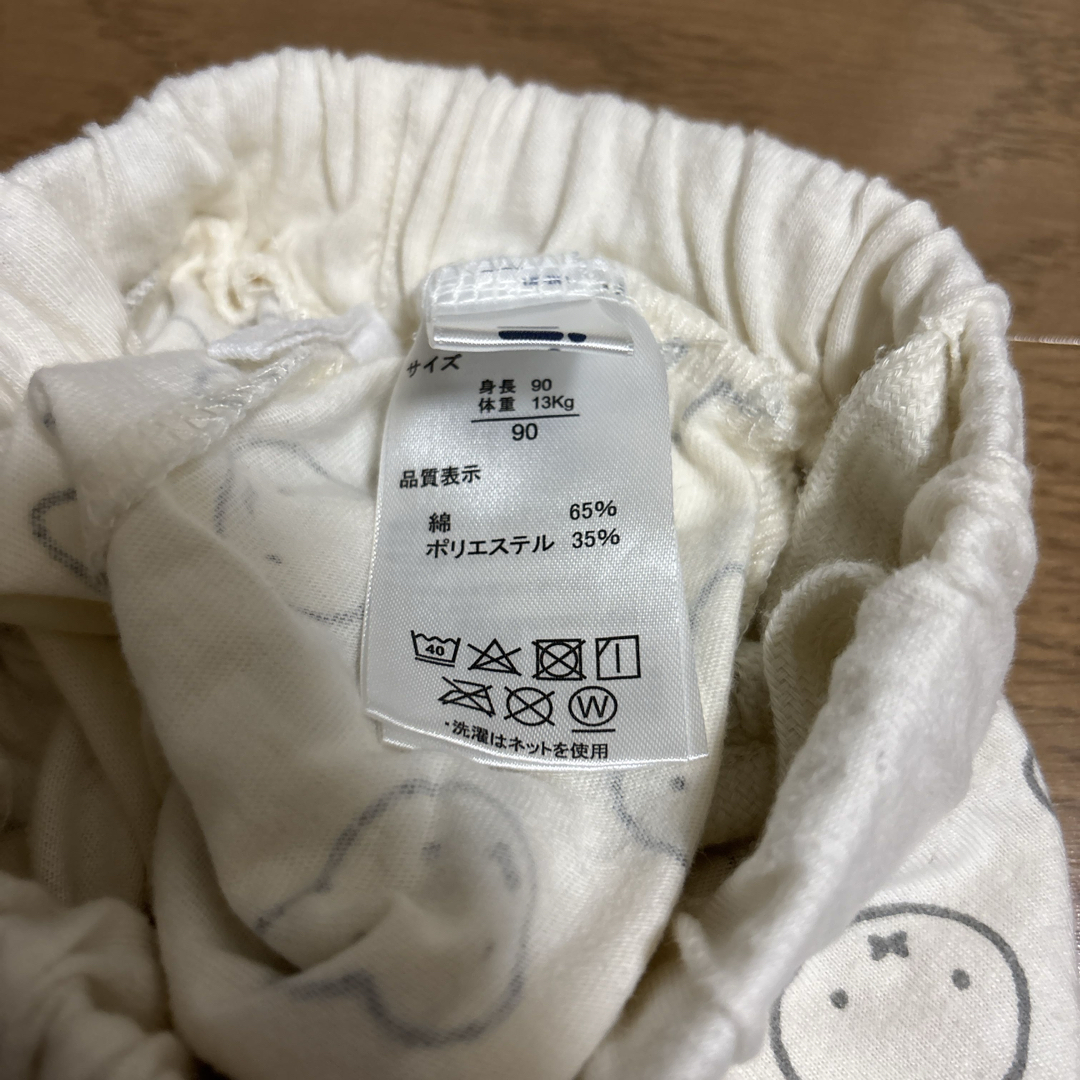 サイズ
身長 90
体重 13Kg
90
品質表示
綿 65%
ポリエステル 35%
40
W
・洗濯はネットを使用